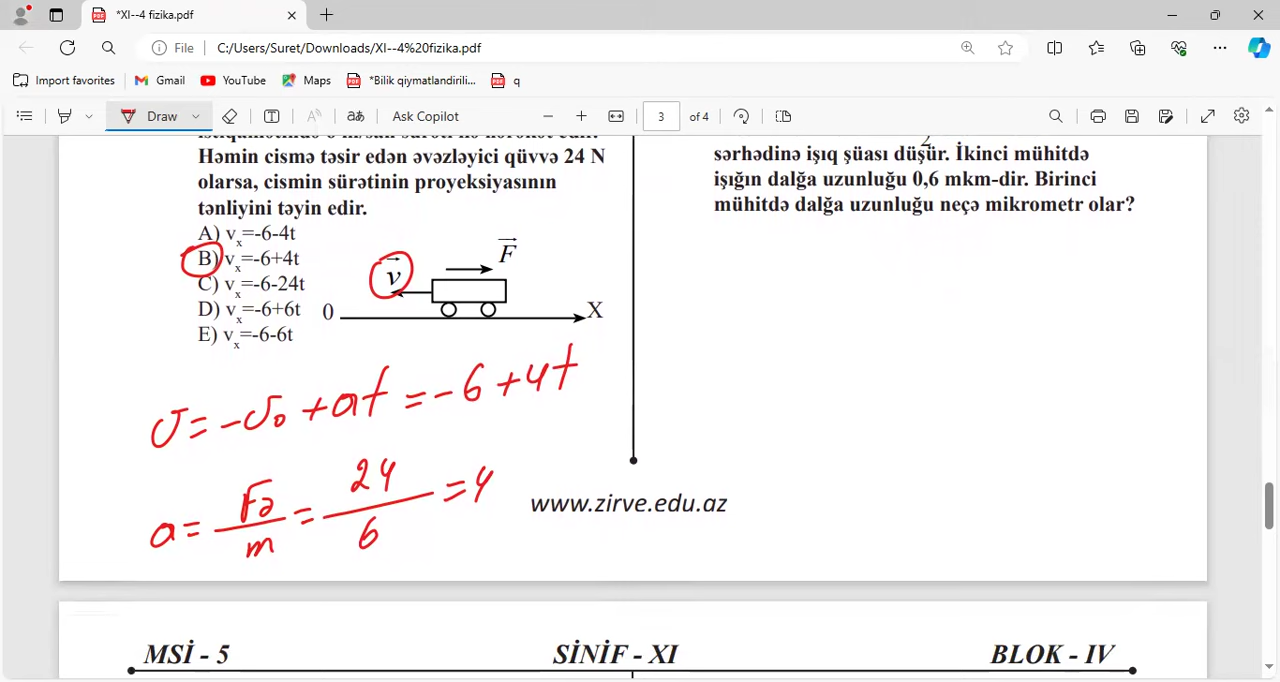 *XI--4 fizika.pdf
File C:/Users/Suret/Downloads/XI--4%20fizika.pdf
Import favorites Gmail YouTube Maps *Bilik qiymatlandirili... q
Draw Ask Copilot 3 of 4
Həmin cismə təsir edən əvəzləyici qüvvə 24 N
olarsa, cismin sürətinin proyeksiyasının
tənliyini təyin edir.
A) vx=-6-4t
B) vx=-6+4t
C) vx=-6-24t
D) vx=-6+6t
E) vx=-6-6t
F
v
0 X
v = -v0 + at = -6 + 4t
a = Fə/m = 24/6 = 4
2
sərhədinə işıq şüası düşür. İkinci mühitdə
işığın dalğa uzunluğu 0,6 mkm-dir. Birinci
mühitdə dalğa uzunluğu neçə mikrometr olar?
www.zirve.edu.az
MSİ - 5 SİNİF - XI BLOK - IV